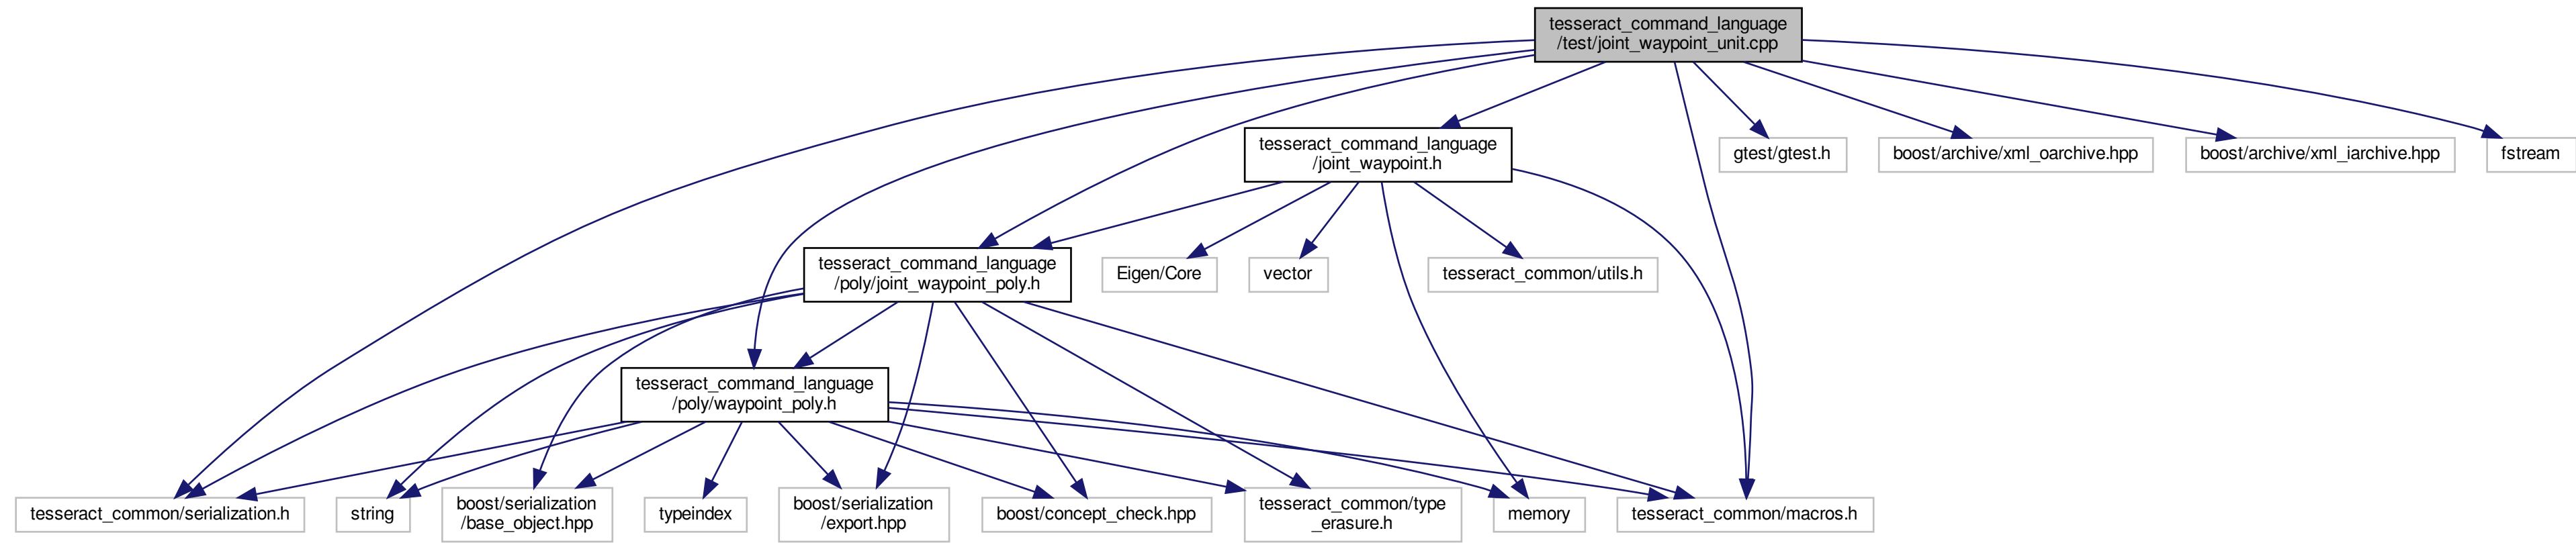 tesseract_command_language
/test/joint_waypoint_unit.cpp
tesseract_command_language
/joint_waypoint.h
gtest/gtest.h
boost/archive/xml_oarchive.hpp
boost/archive/xml_iarchive.hpp
fstream
tesseract_command_language
/poly/joint_waypoint_poly.h
Eigen/Core
vector
tesseract_common/utils.h
tesseract_command_language
/poly/waypoint_poly.h
tesseract_common/serialization.h
string
boost/serialization
/base_object.hpp
typeindex
boost/serialization
/export.hpp
boost/concept_check.hpp
tesseract_common/type
_erasure.h
memory
tesseract_common/macros.h